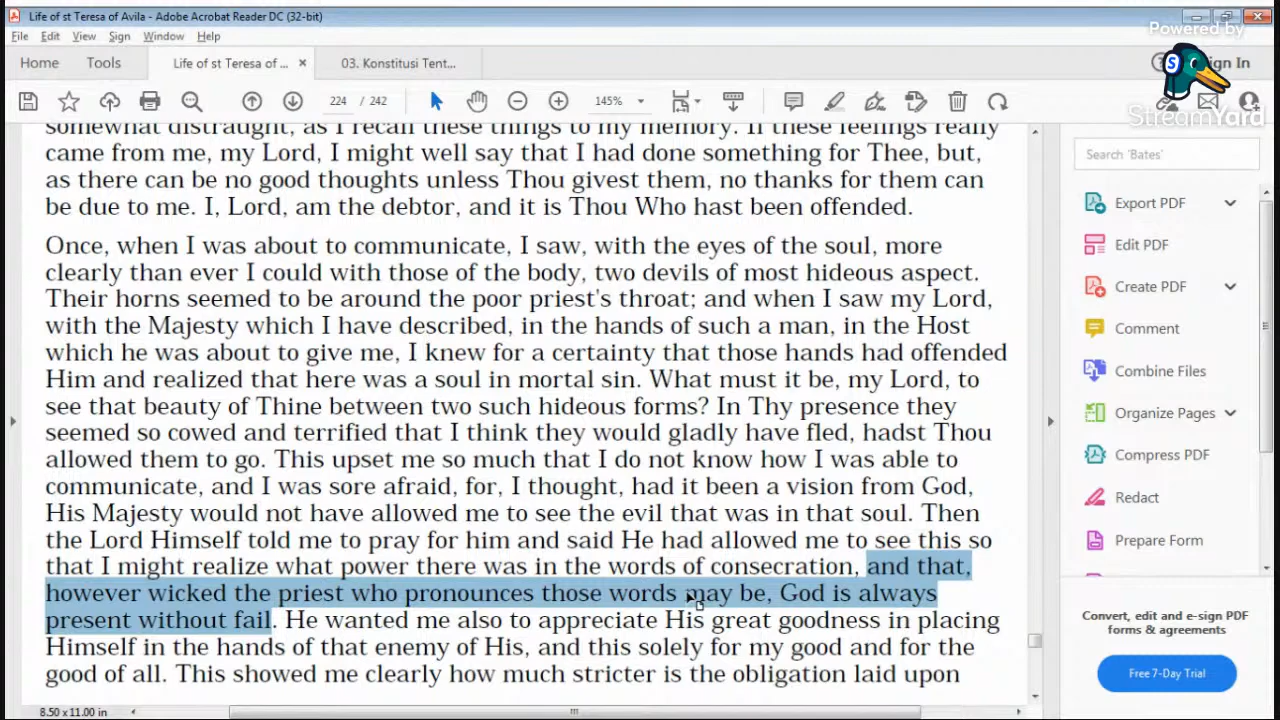 Life of st Teresa of Avila - Adobe Acrobat Reader DC (32-bit)
File Edit View Sign Window Help
Powered by
StreamYard
Home Tools Life of st Teresa of ... × 03. Konstitusi Tent... Sign In
224 / 242 145%
somewhat distraught, as I recall these things to my memory. If these feelings really
came from me, my Lord, I might well say that I had done something for Thee, but,
as there can be no good thoughts unless Thou givest them, no thanks for them can
be due to me. I, Lord, am the debtor, and it is Thou Who hast been offended.
Once, when I was about to communicate, I saw, with the eyes of the soul, more
clearly than ever I could with those of the body, two devils of most hideous aspect.
Their horns seemed to be around the poor priest's throat; and when I saw my Lord,
with the Majesty which I have described, in the hands of such a man, in the Host
which he was about to give me, I knew for a certainty that those hands had offended
Him and realized that here was a soul in mortal sin. What must it be, my Lord, to
see that beauty of Thine between two such hideous forms? In Thy presence they
seemed so cowed and terrified that I think they would gladly have fled, hadst Thou
allowed them to go. This upset me so much that I do not know how I was able to
communicate, and I was sore afraid, for, I thought, had it been a vision from God,
His Majesty would not have allowed me to see the evil that was in that soul. Then
the Lord Himself told me to pray for him and said He had allowed me to see this so
that I might realize what power there was in the words of consecration, and that,
however wicked the priest who pronounces those words may be, God is always
present without fail. He wanted me also to appreciate His great goodness in placing
Himself in the hands of that enemy of His, and this solely for my good and for the
good of all. This showed me clearly how much stricter is the obligation laid upon
8.50 x 11.00 in
Search 'Bates'
Export PDF
Edit PDF
Create PDF
Comment
Combine Files
Organize Pages
Compress PDF
Redact
Prepare Form
Convert, edit and e-sign PDF
forms & agreements
Free 7-Day Trial